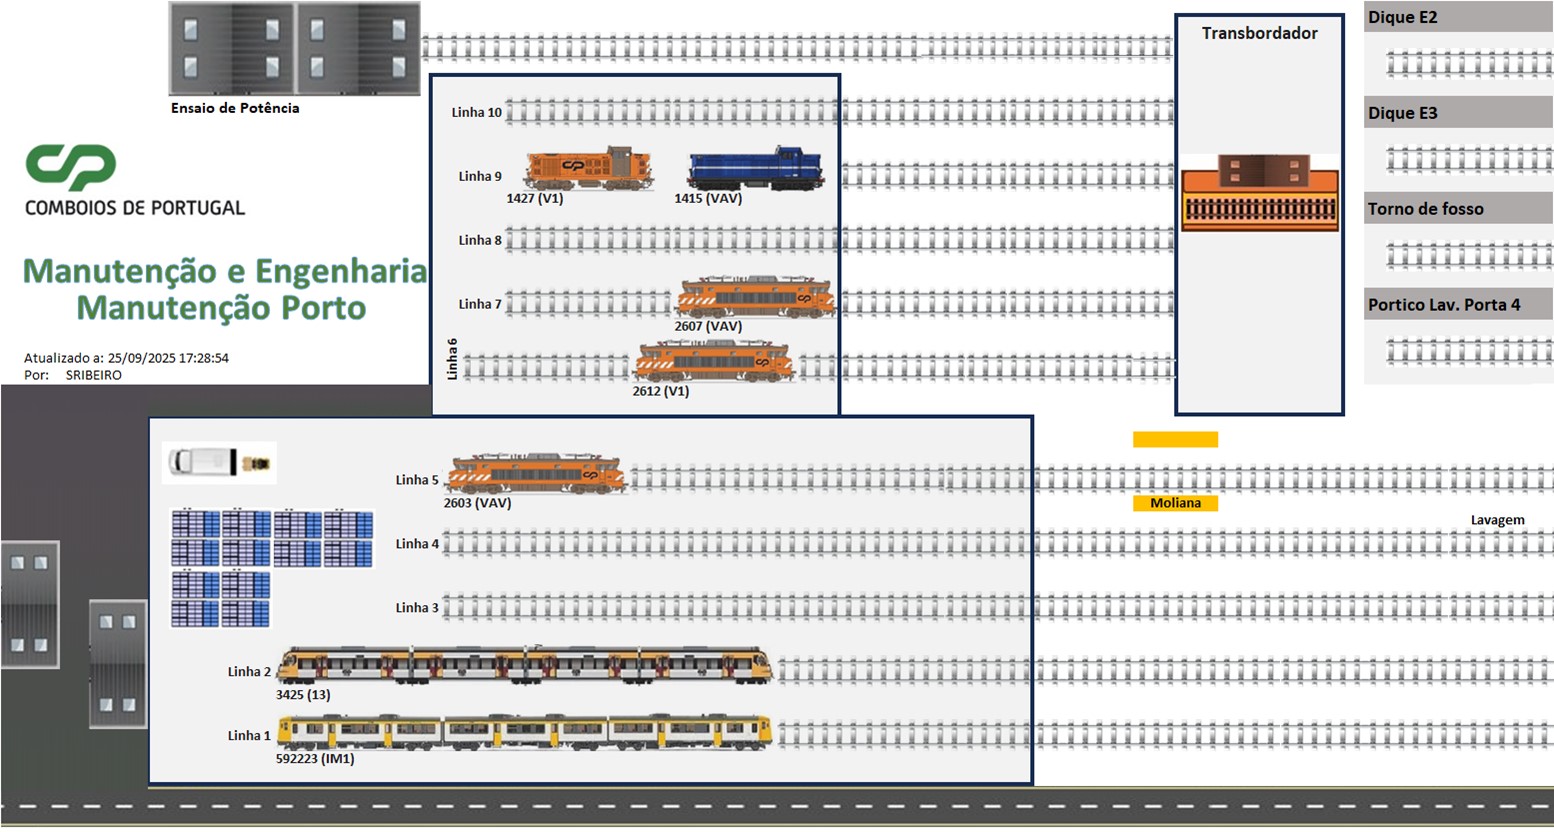 Ensaio de Potência
CP
COMBOIOS DE PORTUGAL
Manutenção e Engenharia
Manutenção Porto
Atualizado a: 25/09/2025 17:28:54
Por: SRIBEIRO
Transbordador
Dique E2
Dique E3
Torno de fosso
Portico Lav. Porta 4
Linha 10
Linha 9
1427 (V1)
1415 (VAV)
Linha 8
Linha 7
2607 (VAV)
Linha 6
2612 (V1)
Linha 5
2603 (VAV)
Moliana
Lavagem
Linha 4
Linha 3
Linha 2
3425 (13)
Linha 1
592223 (IM1)